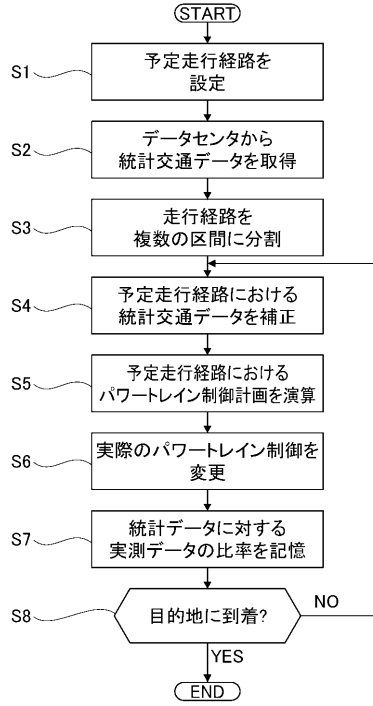 START
S1
予定走行経路を
設定
S2
データセンタから
統計交通データを取得
S3
走行経路を
複数の区間に分割
S4
予定走行経路における
統計交通データを補正
S5
予定走行経路における
パワートレイン制御計画を演算
S6
実際のパワートレイン制御を
変更
S7
統計データに対する
実測データの比率を記憶
S8
目的地に到着?
NO
YES
END